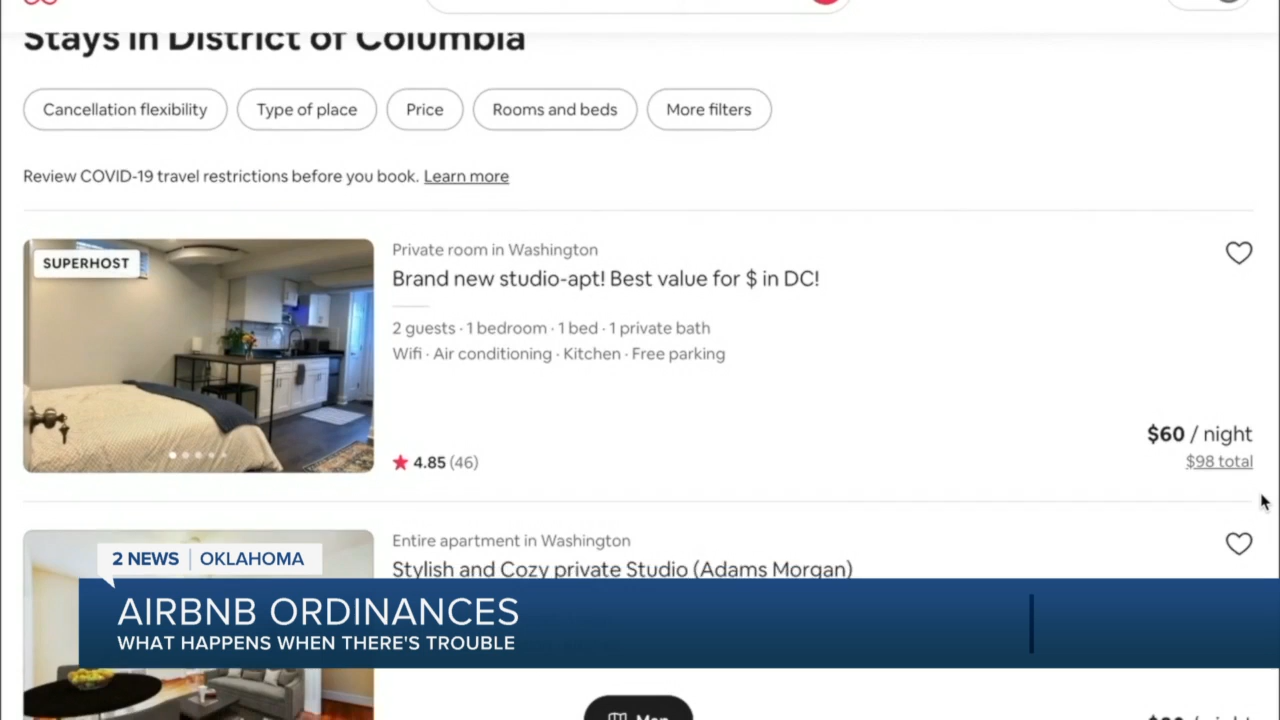 Stays in District of Columbia
Cancellation flexibility
Type of place
Price
Rooms and beds
More filters
Review COVID-19 travel restrictions before you book. Learn more
SUPERHOST
Private room in Washington
Brand new studio-apt! Best value for $ in DC!
2 guests · 1 bedroom · 1 bed · 1 private bath
Wifi · Air conditioning · Kitchen · Free parking
$60 / night
4.85 (46)
$98 total
Entire apartment in Washington
Stylish and Cozy private Studio (Adams Morgan)
2 NEWS | OKLAHOMA
AIRBNB ORDINANCES
WHAT HAPPENS WHEN THERE'S TROUBLE
Map